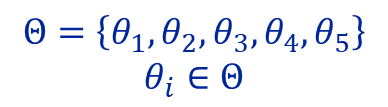 Θ = {θ₁, θ₂, θ₃, θ₄, θ₅}
θᵢ ∈ Θ